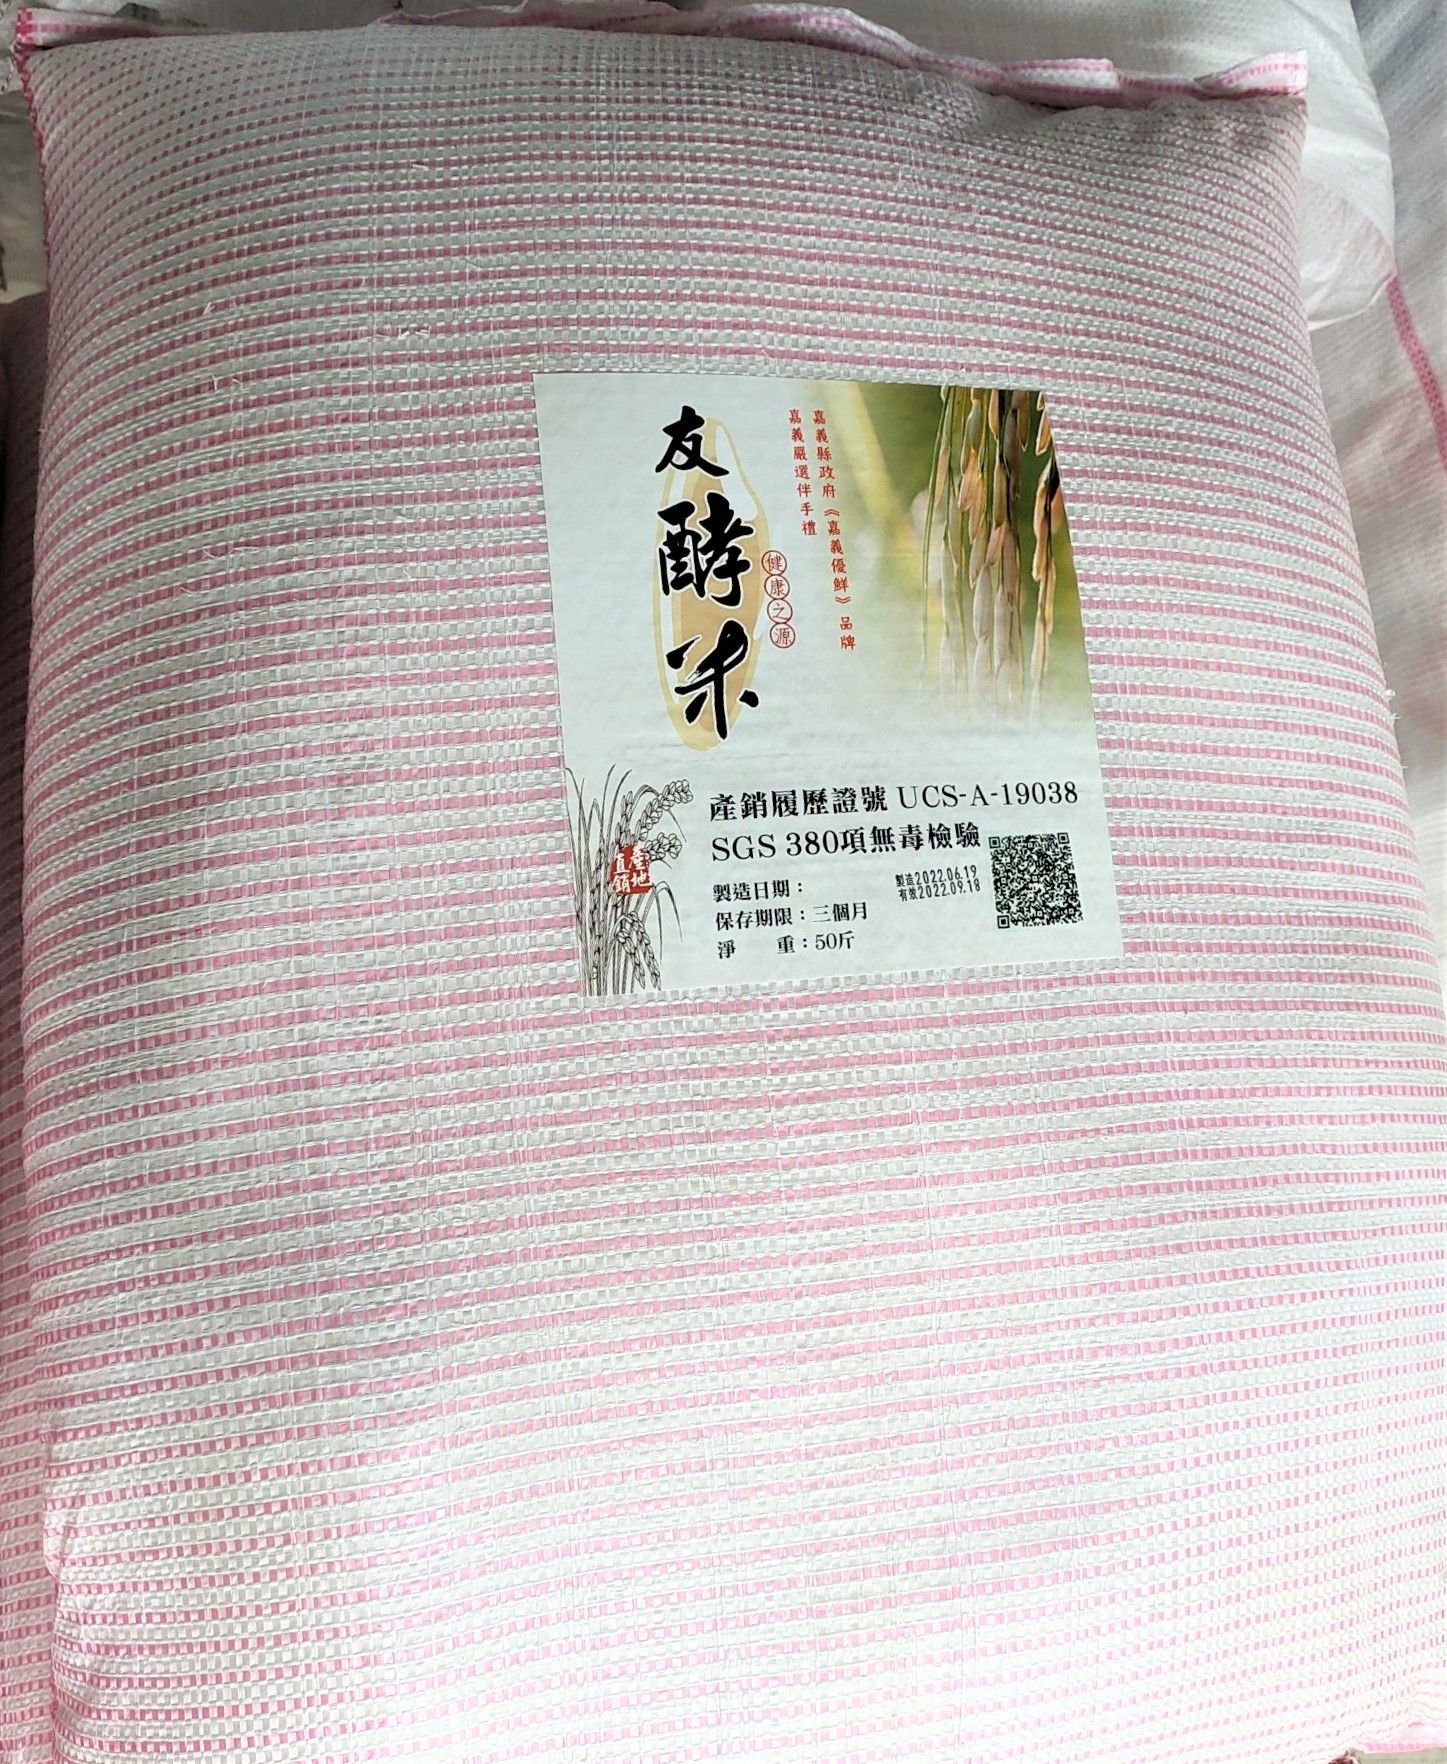 友酵米
健康之源
嘉義縣政府《嘉義優鮮》品牌
嘉義嚴選伴手禮
產地直銷
產銷履歷證號 UCS-A-19038
SGS 380項無毒檢驗
製造日期：
製造2022.06.19
有效2022.09.18
保存期限：三個月
淨　　重：50斤